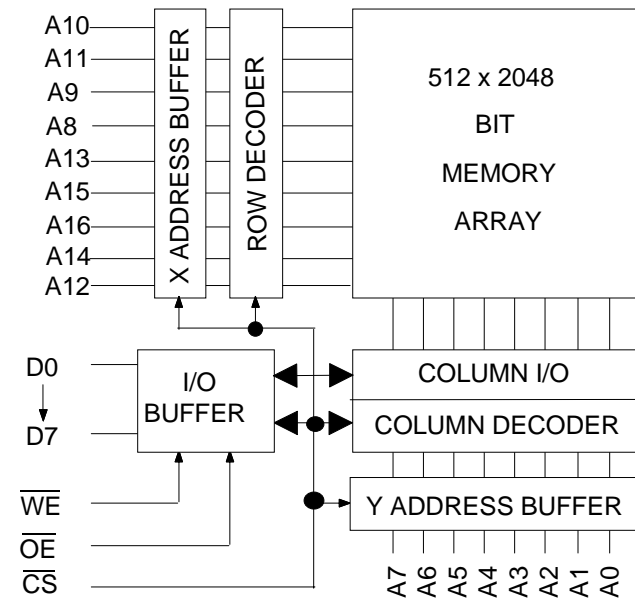 A10
A11
A9
A8
A13
A15
A16
A14
A12
X ADDRESS BUFFER
ROW DECODER
512 x 2048
BIT
MEMORY
ARRAY
D0
D7
I/O
BUFFER
COLUMN I/O
COLUMN DECODER
Y ADDRESS BUFFER
WE
OE
CS
A7
A6
A5
A4
A3
A2
A1
A0